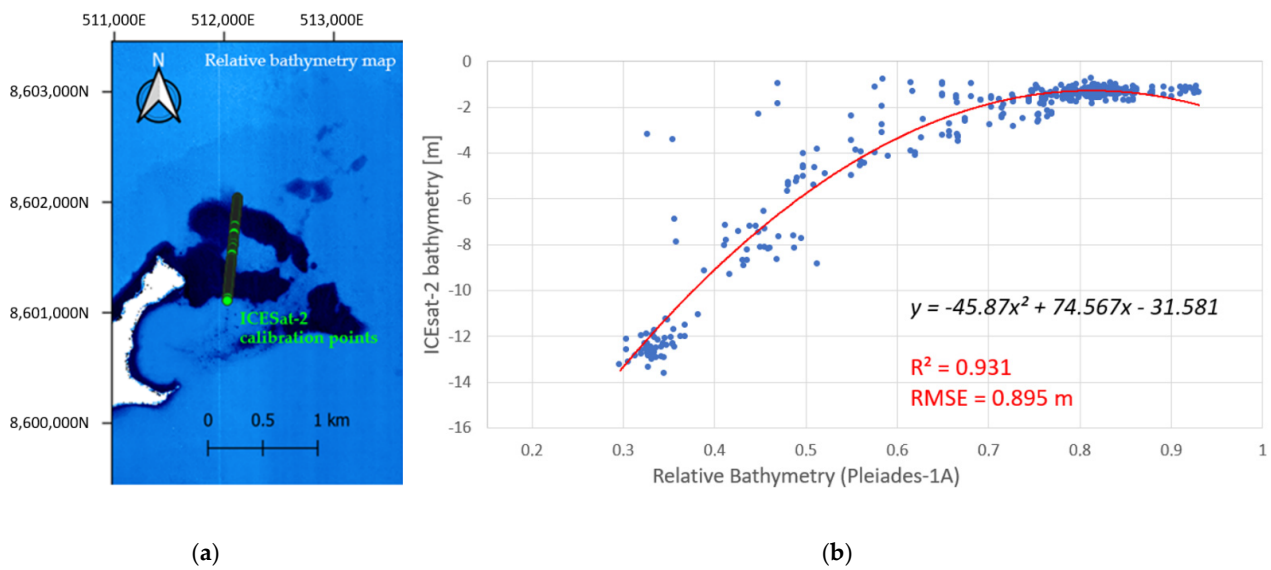 511,000E 512,000E 513,000E
8,603,000N
8,602,000N
8,601,000N
8,600,000N
N
Relative bathymetry map
ICESat-2
calibration points
0 0.5 1 km
(a)
0
-2
-4
-6
-8
-10
-12
-14
-16
ICEsat-2 bathymetry [m]
y = -45.87x² + 74.567x - 31.581
R² = 0.931
RMSE = 0.895 m
0.2 0.3 0.4 0.5 0.6 0.7 0.8 0.9 1
Relative Bathymetry (Pleiades-1A)
(b)